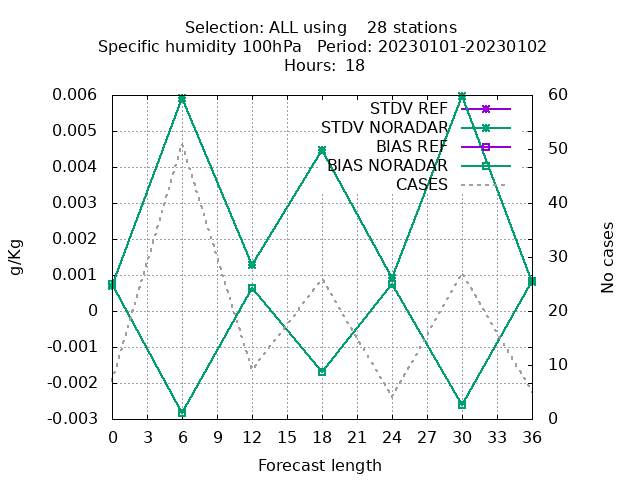 Selection: ALL using    28 stations
Specific humidity 100hPa   Period: 20230101-20230102
Hours: 18
STDV REF
STDV NORADAR
BIAS REF
BIAS NORADAR
CASES
g/Kg
0.006
0.005
0.004
0.003
0.002
0.001
0
-0.001
-0.002
-0.003
60
50
40
30
20
10
0
No cases
0 3 6 9 12 15 18 21 24 27 30 33 36
Forecast length